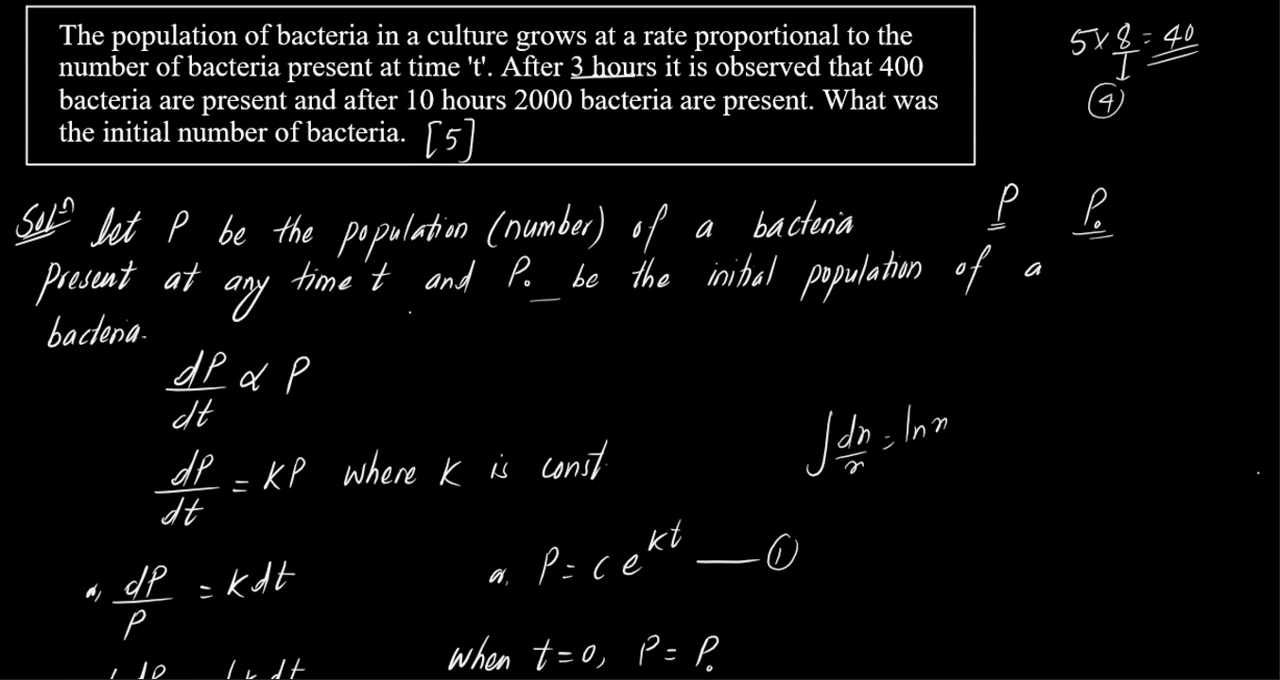 The population of bacteria in a culture grows at a rate proportional to the
number of bacteria present at time 't'. After 3 hours it is observed that 400
bacteria are present and after 10 hours 2000 bacteria are present. What was
the initial number of bacteria. [5]
5×8=40
4
Solⁿ let P be the population (number) of a bacteria
P P₀
Present at any time t and P₀ be the initial population of a
bacteria.
dP/dt ∝ P
dP/dt = KP where K is const.
∫dx/x = ln x
dP/P = kdt
P = c e^kt — ①
when t=0, P = P₀